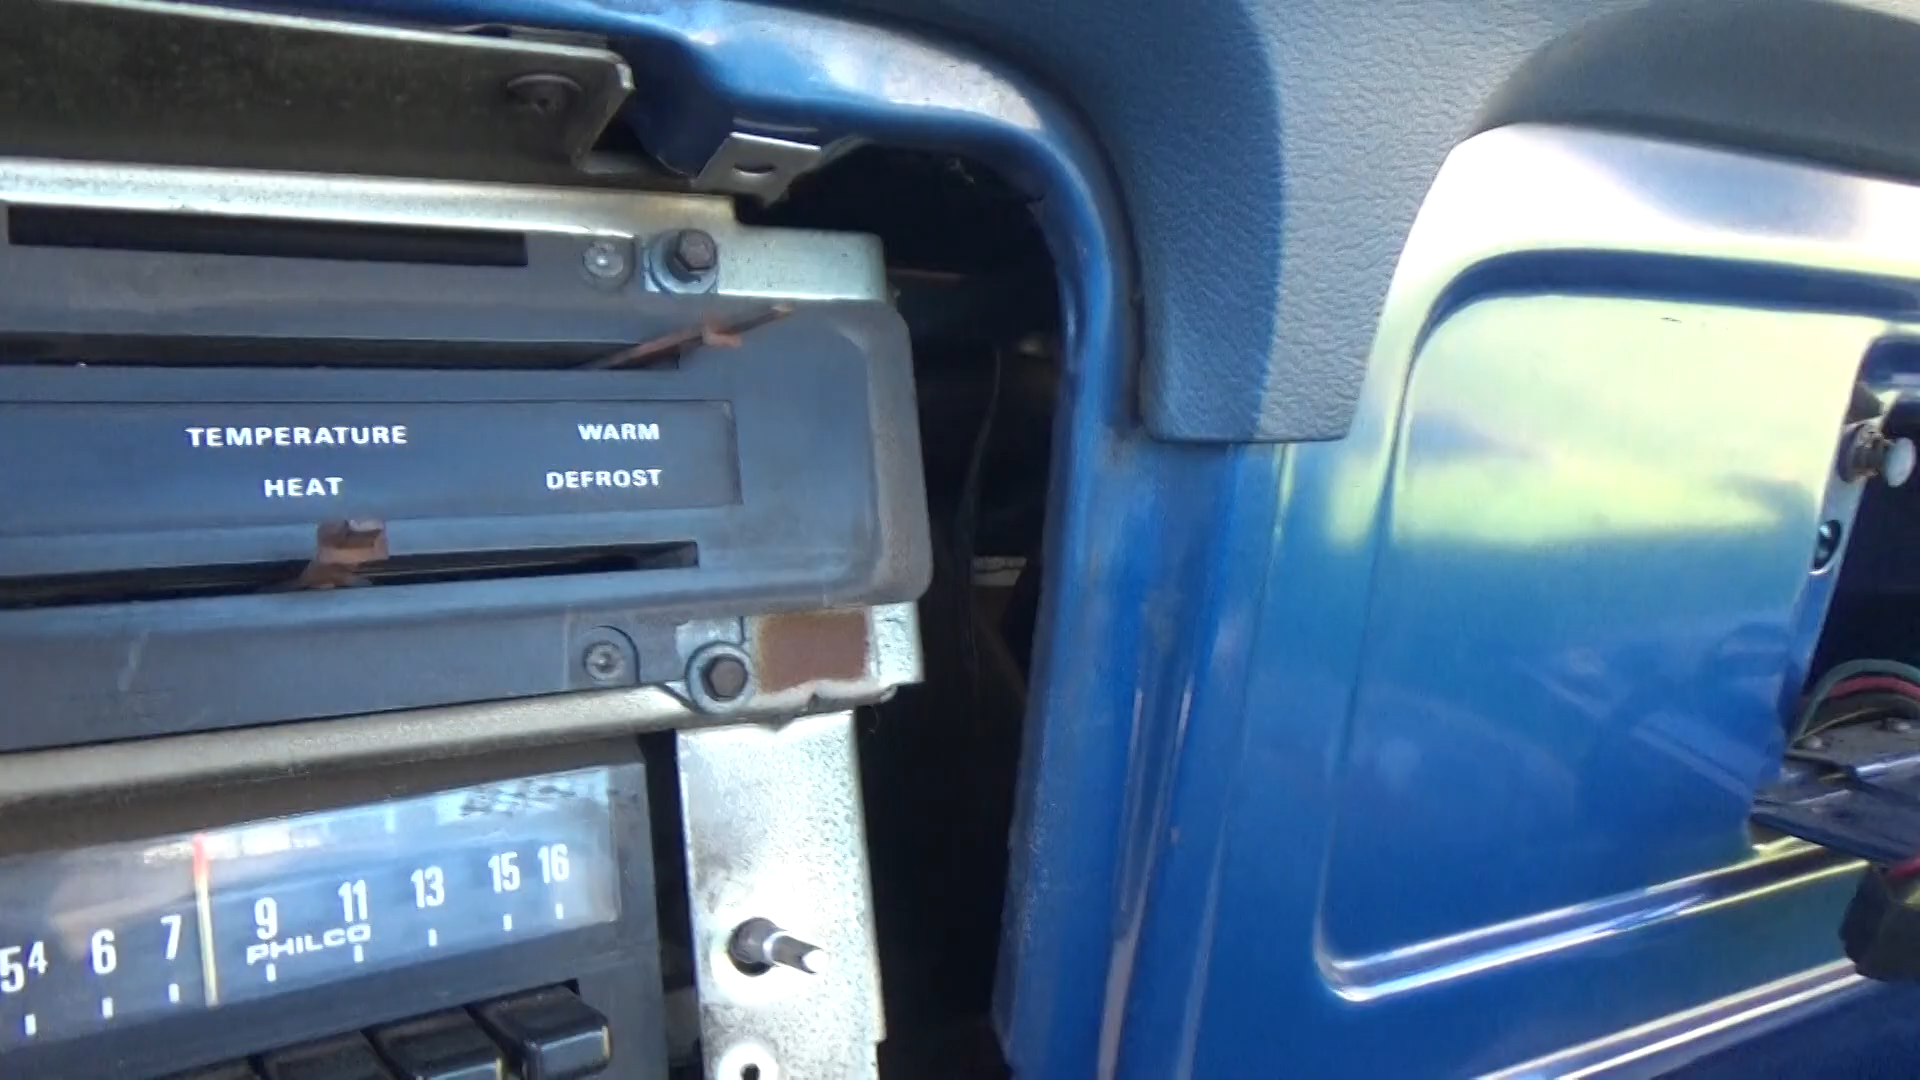 TEMPERATURE WARM
HEAT DEFROST
54 6 7 9 11 13 15 16
PHILCO